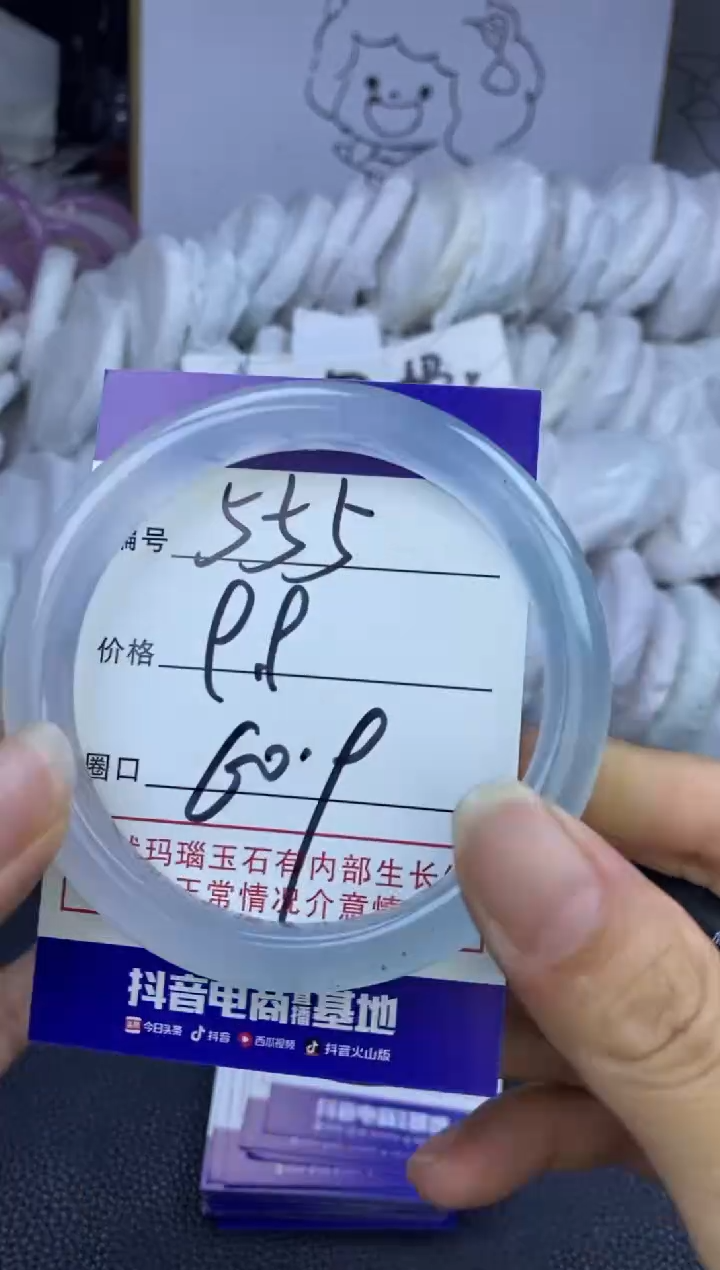 编号 555
价格 9.9
圈口 60.9
玛瑙玉石有内部生长
正常情况介意慎
抖音电商直播基地
今日头条 抖音 西瓜视频 抖音火山版